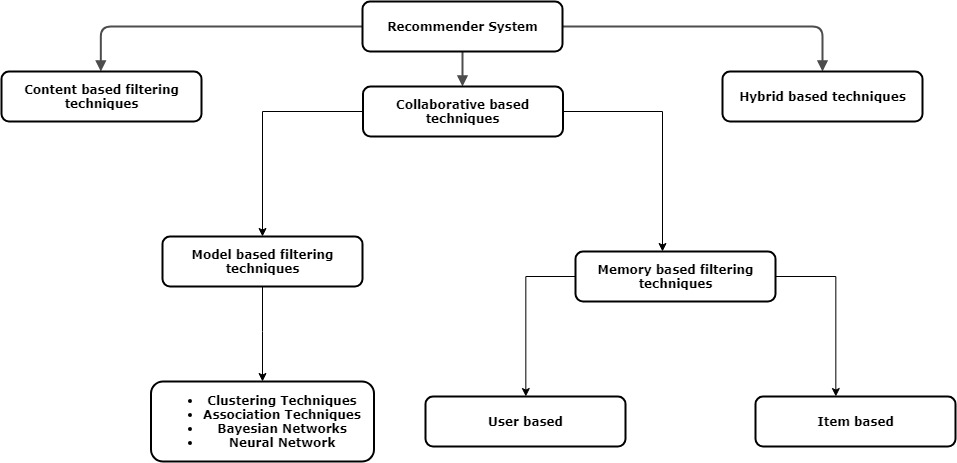 Recommender System
Content based filtering
techniques
Collaborative based
techniques
Hybrid based techniques
Model based filtering
techniques
Memory based filtering
techniques
• Clustering Techniques
• Association Techniques
• Bayesian Networks
• Neural Network
User based
Item based